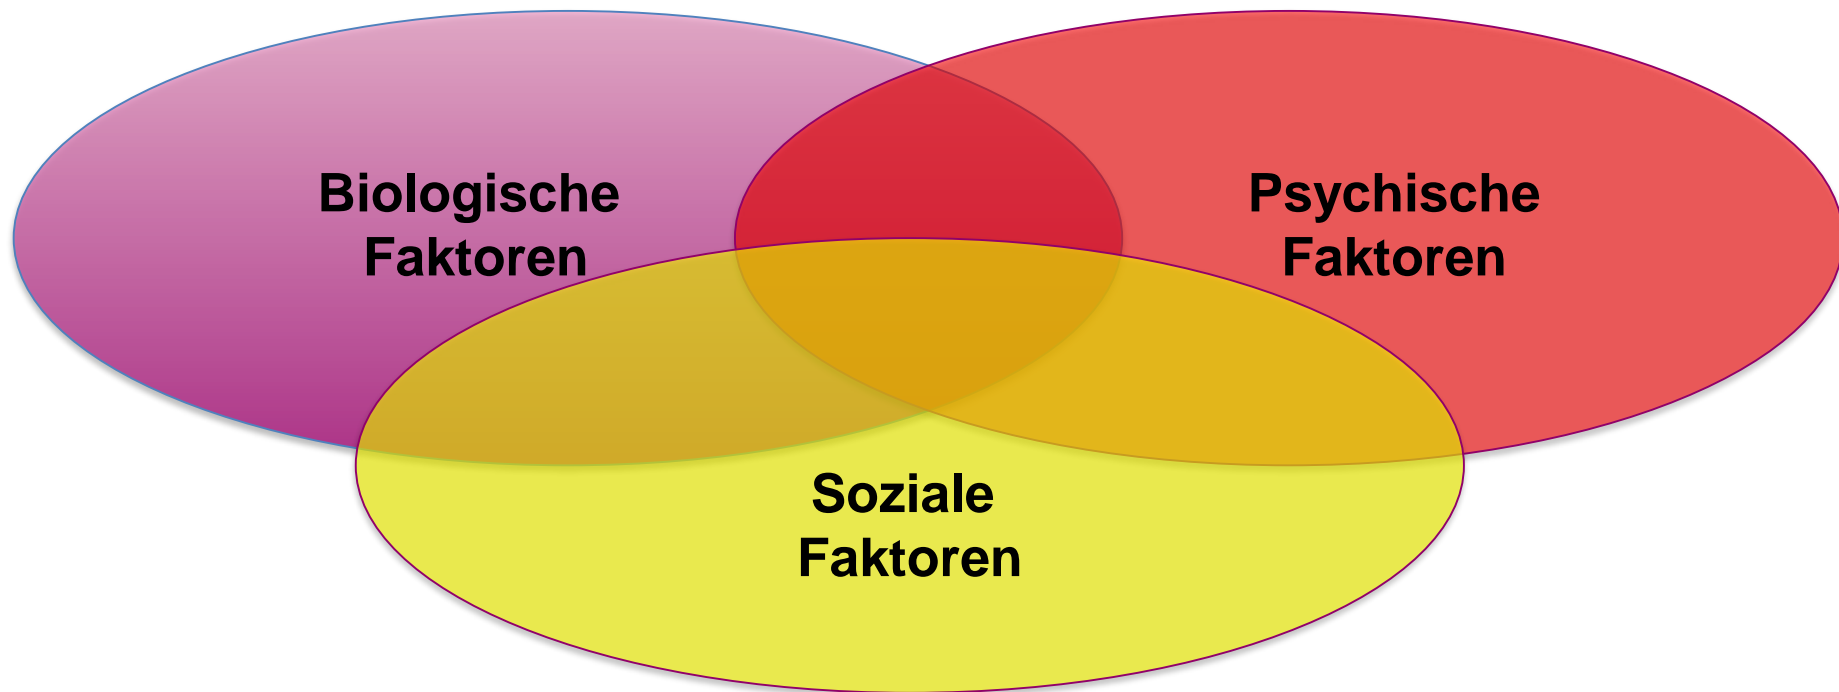 Biologische
Faktoren
Psychische
Faktoren
Soziale
Faktoren